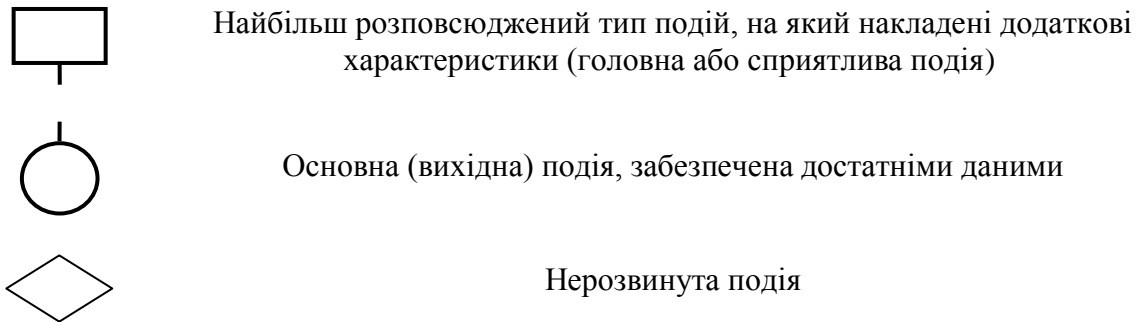 Найбільш розповсюджений тип подій, на який накладені додаткові
характеристики (головна або сприятлива подія)
Основна (вихідна) подія, забезпечена достатніми даними
Нерозвинута подія